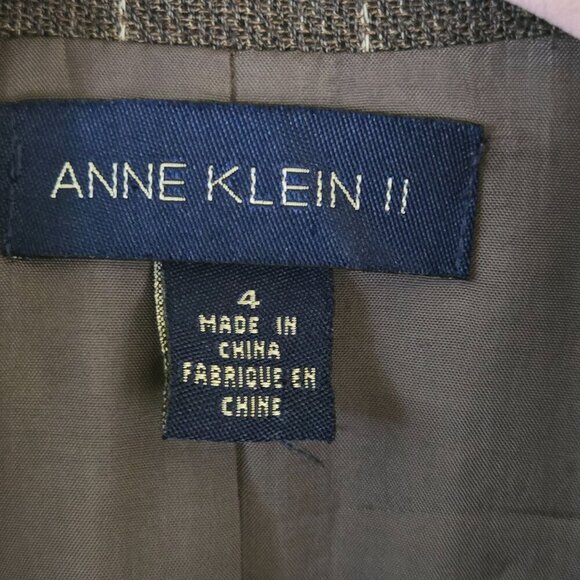 ANNE KLEIN II
4
MADE IN
CHINA
FABRIQUE EN
CHINE